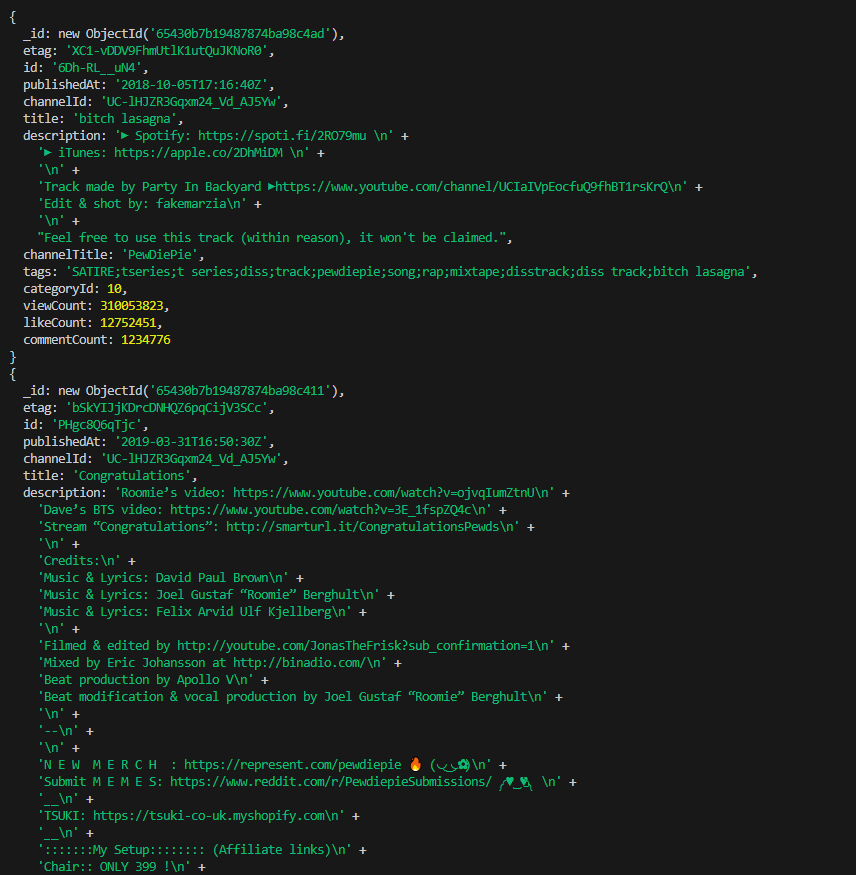 {
  _id: new ObjectId('65430b7b19487874ba98c4ad'),
  etag: 'XC1-vDDV9FhmUtlK1utQuJKNoR0',
  id: '6Dh-RL__uN4',
  publishedAt: '2018-10-05T17:16:40Z',
  channelId: 'UC-lHJZR3Gqxm24_Vd_AJ5Yw',
  title: 'bitch lasagna',
  description: '► Spotify: https://spoti.fi/2RO79mu \n' +
    '► iTunes: https://apple.co/2DhMiDM \n' +
    '\n' +
    'Track made by Party In Backyard ►https://www.youtube.com/channel/UCIaIVpEocfuQ9fhBT1rsKrQ\n' +
    'Edit & shot by: fakemarzia\n' +
    '\n' +
    "Feel free to use this track (within reason), it won't be claimed.",
  channelTitle: 'PewDiePie',
  tags: 'SATIRE;tseries;t series;diss;track;pewdiepie;song;rap;mixtape;disstrack;diss track;bitch lasagna',
  categoryId: 10,
  viewCount: 310053823,
  likeCount: 12752451,
  commentCount: 1234776
}
{
  _id: new ObjectId('65430b7b19487874ba98c411'),
  etag: 'bSkYIJjKDrcDNHQZ6pqCijV3SCc',
  id: 'PHgc8Q6qTjc',
  publishedAt: '2019-03-31T16:50:30Z',
  channelId: 'UC-lHJZR3Gqxm24_Vd_AJ5Yw',
  title: 'Congratulations',
  description: 'Roomie’s video: https://www.youtube.com/watch?v=ojvqIumZtnU\n' +
    'Dave’s BTS video: https://www.youtube.com/watch?v=3E_1fspZQ4c\n' +
    'Stream “Congratulations”: http://smarturl.it/CongratulationsPewds\n' +
    '\n' +
    'Credits:\n' +
    'Music & Lyrics: David Paul Brown\n' +
    'Music & Lyrics: Joel Gustaf “Roomie” Berghult\n' +
    'Music & Lyrics: Felix Arvid Ulf Kjellberg\n' +
    '\n' +
    'Filmed & edited by http://youtube.com/JonasTheFrisk?sub_confirmation=1\n' +
    'Mixed by Eric Johansson at http://binadio.com/\n' +
    'Beat production by Apollo V\n' +
    'Beat modification & vocal production by Joel Gustaf “Roomie” Berghult\n' +
    '\n' +
    '--\n' +
    '\n' +
    'N E W  M E R C H  : https://represent.com/pewdiepie 🔥 (◡‿◡✿)\n' +
    'Submit M E M E S: https://www.reddit.com/r/PewdiepieSubmissions/ ༼♥ل͜♥༽ \n' +
    '__\n' +
    'TSUKI: https://tsuki-co-uk.myshopify.com\n' +
    '__\n' +
    ':::::::My Setup:::::::: (Affiliate links)\n' +
    'Chair:: ONLY 399 !\n' +